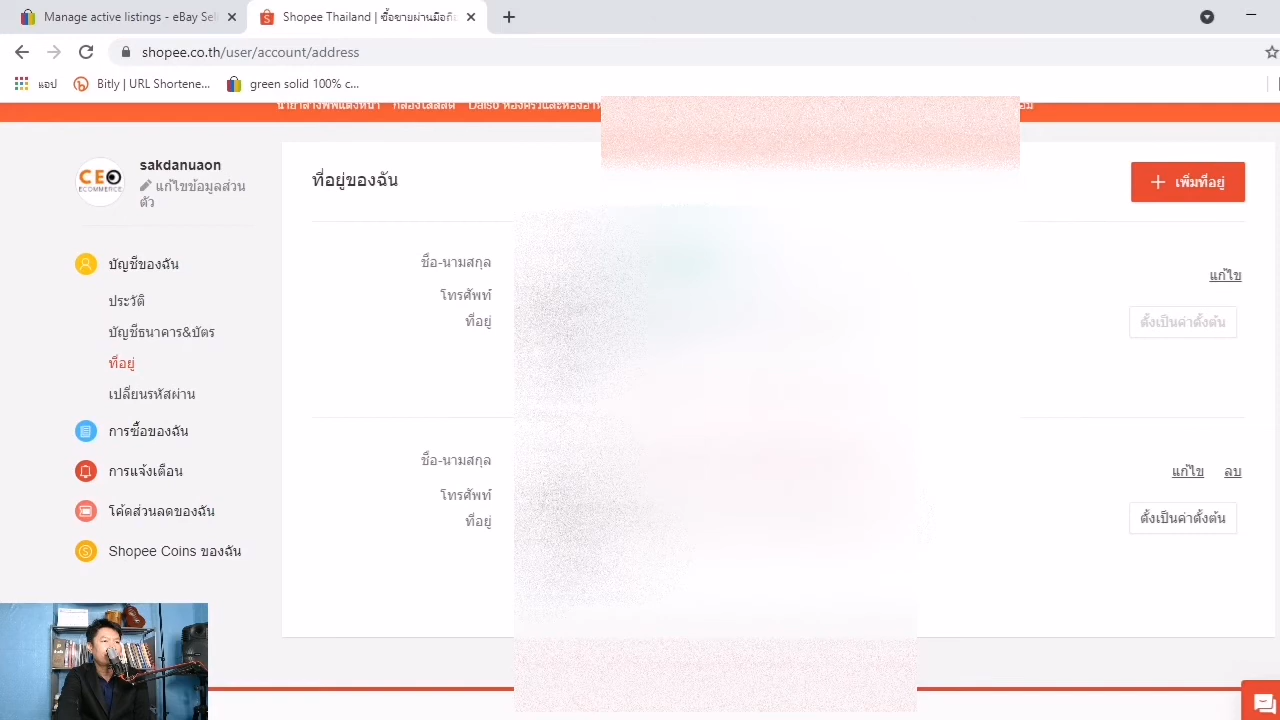 Manage active listings - eBay Sel
Shopee Thailand | ซื้อขายผ่านมือถื
shopee.co.th/user/account/address
แอป
Bitly | URL Shortene...
green solid 100% c...
sakdanuaon
CEO
ECOMMERCE
แก้ไขข้อมูลส่วน
ตัว
ที่อยู่ของฉัน
เพิ่มที่อยู่
บัญชีของฉัน
ประวัติ
บัญชีธนาคาร&บัตร
ที่อยู่
เปลี่ยนรหัสผ่าน
การซื้อของฉัน
การแจ้งเตือน
โค้ดส่วนลดของฉัน
Shopee Coins ของฉัน
ชื่อ-นามสกุล
แก้ไข
โทรศัพท์
ที่อยู่
ตั้งเป็นค่าตั้งต้น
ชื่อ-นามสกุล
แก้ไข ลบ
โทรศัพท์
ที่อยู่
ตั้งเป็นค่าตั้งต้น